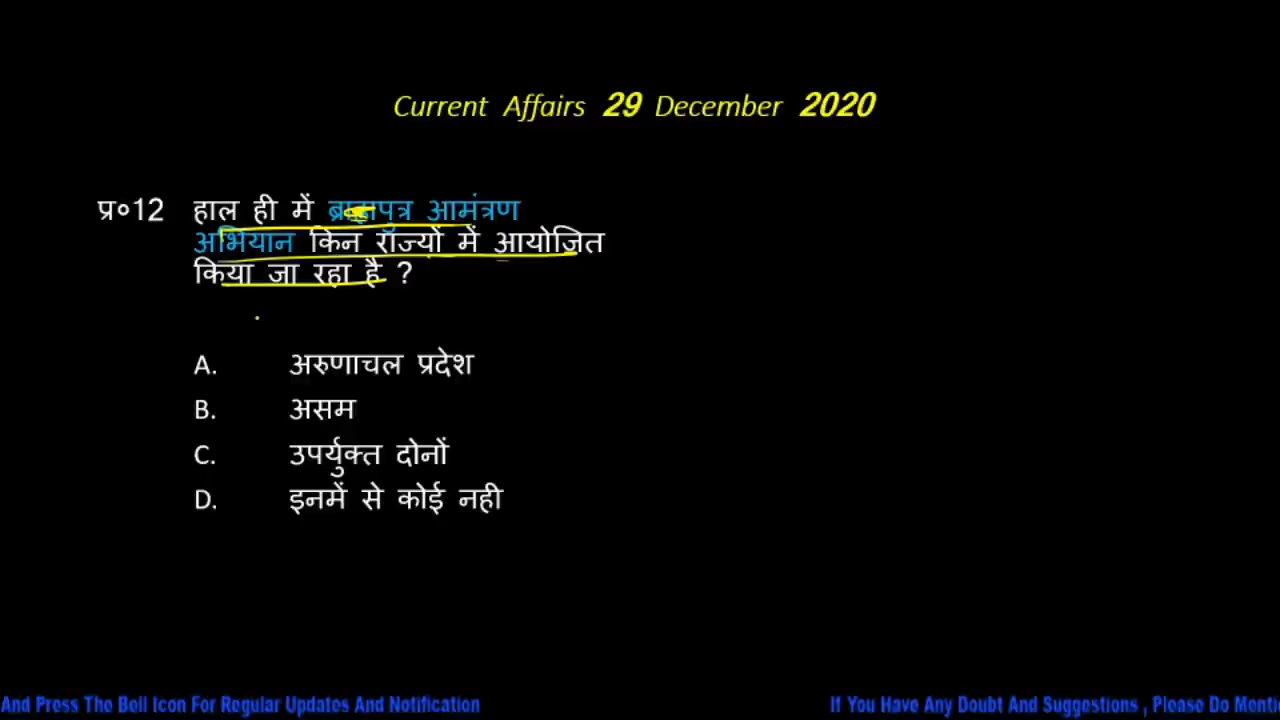 Current Affairs 29 December 2020
प्र०12 हाल ही में ब्राह्मपुत्र आमंत्रण
अभियान किन राज्यों में आयोजित
किया जा रहा है ?
A. अरुणाचल प्रदेश
B. असम
C. उपर्युक्त दोनों
D. इनमें से कोई नही
And Press The Bell Icon For Regular Updates And Notification If You Have Any Doubt And Suggestions , Please Do Menti